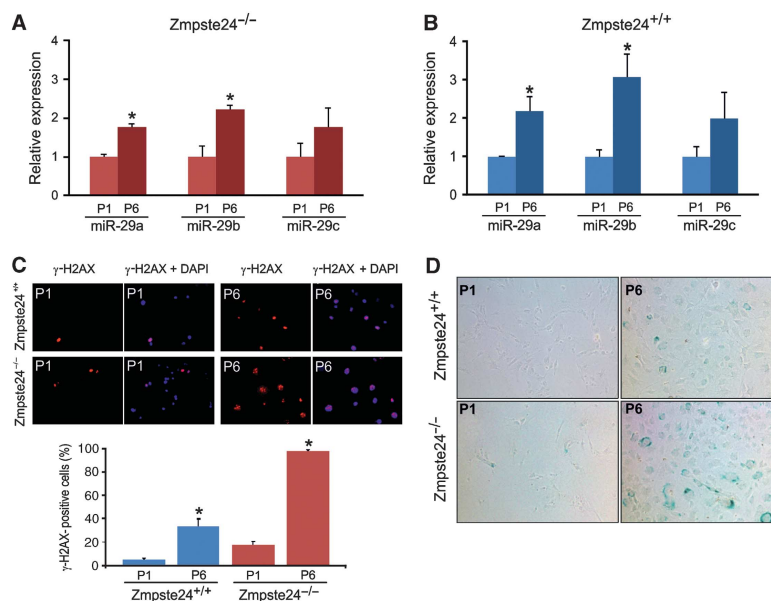 A
Zmpste24−/−
Relative expression
4
3
2
1
0
*
*
P1 P6 P1 P6 P1 P6
miR-29a miR-29b miR-29c
B
Zmpste24+/+
Relative expression
4
3
2
1
0
*
*
P1 P6 P1 P6 P1 P6
miR-29a miR-29b miR-29c
C
γ-H2AX γ-H2AX + DAPI γ-H2AX γ-H2AX + DAPI
Zmpste24+/+
P1 P1 P6 P6
Zmpste24−/−
P1 P1 P6 P6
γ-H2AX-positive cells (%)
100
80
60
40
20
0
*
*
P1 P6 P1 P6
Zmpste24+/+ Zmpste24−/−
D
Zmpste24+/+
P1 P6
Zmpste24−/−
P1 P6